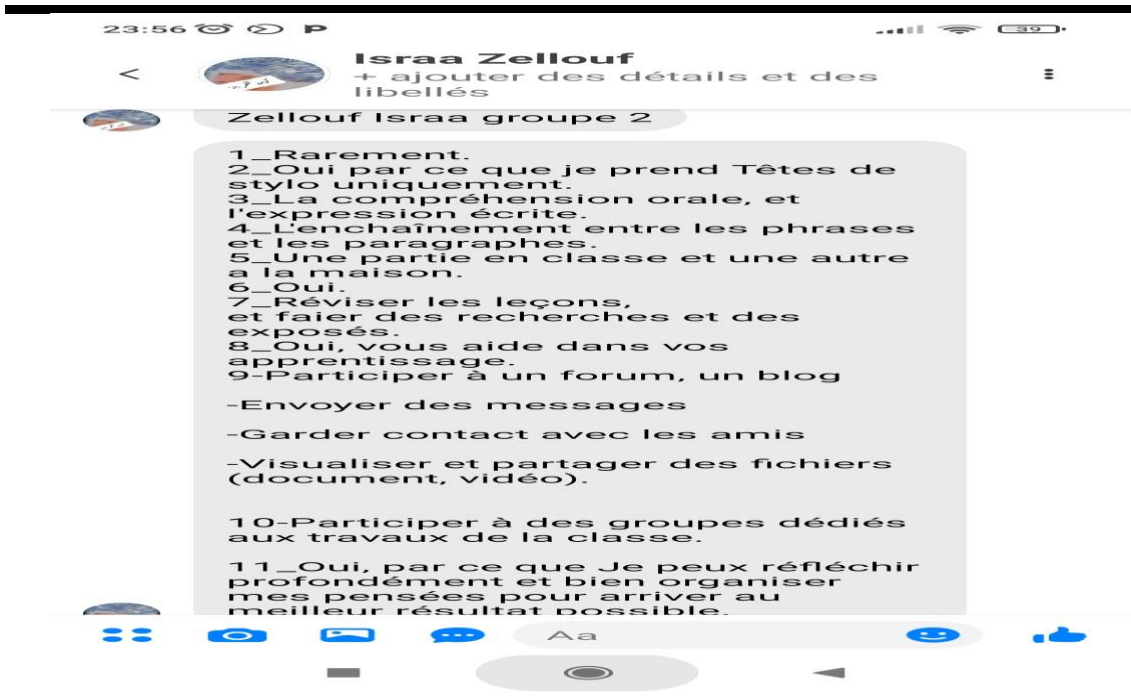 23:56 P 39
Israa Zellouf
+ ajouter des détails et des
libellés
Zellouf Israa groupe 2
1_Rarement.
2_Oui par ce que je prend Têtes de
stylo uniquement.
3_La compréhension orale, et
l'expression écrite.
4_L'enchaînement entre les phrases
et les paragraphes.
5_Une partie en classe et une autre
a la maison.
6_Oui.
7_Réviser les leçons,
et faier des recherches et des
exposés.
8_Oui, vous aide dans vos
apprentissage.
9-Participer à un forum, un blog
-Envoyer des messages
-Garder contact avec les amis
-Visualiser et partager des fichiers
(document, vidéo).
10-Participer à des groupes dédiés
aux travaux de la classe.
11_Oui, par ce que Je peux réfléchir
profondément et bien organiser
mes pensées pour arriver au
meilleur résultat possible.
Aa